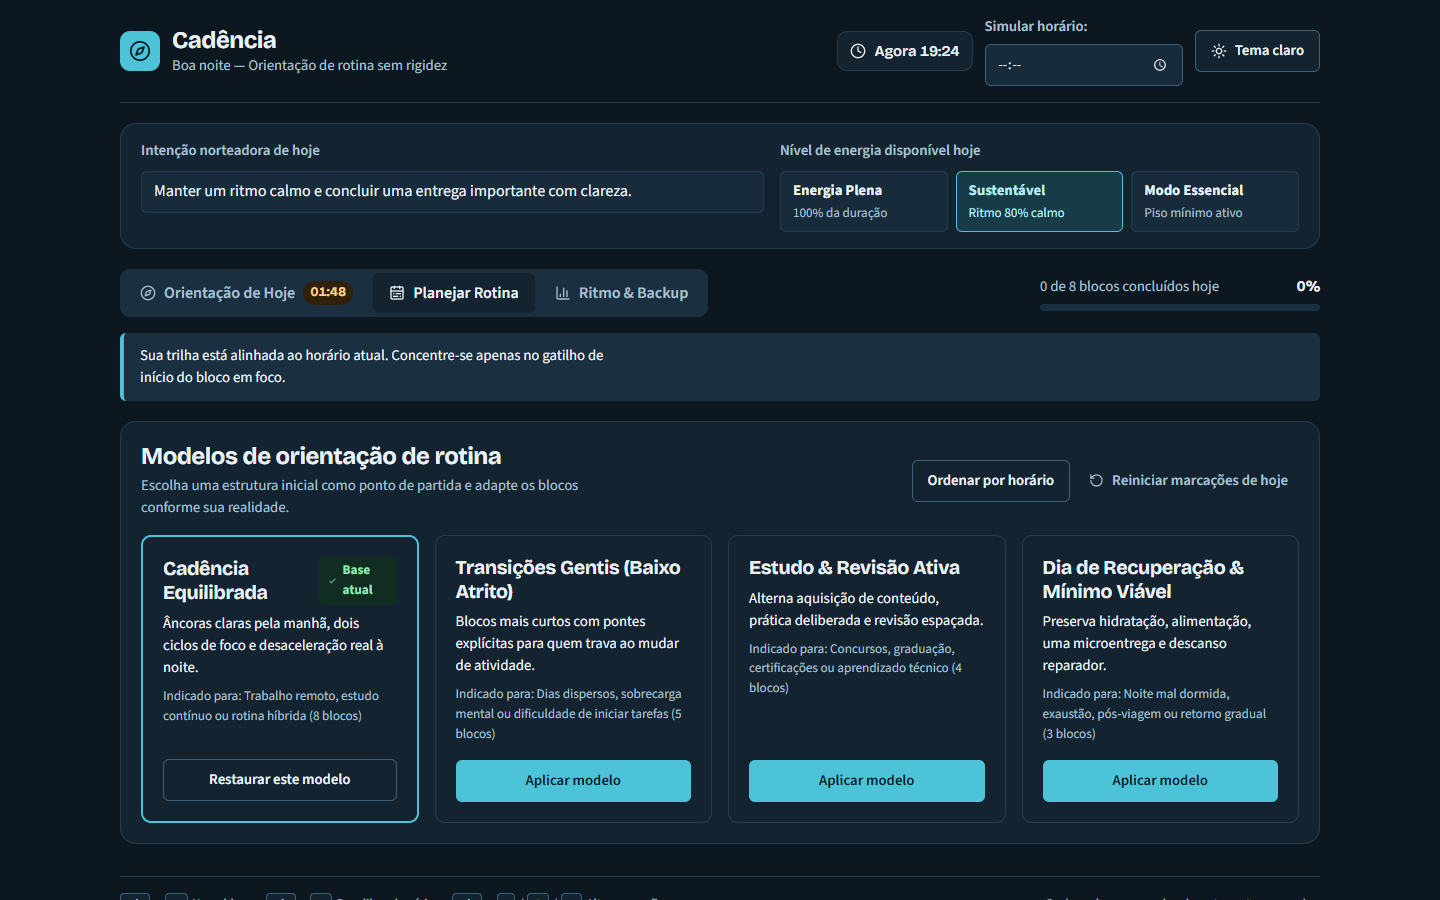 Cadência
Boa noite — Orientação de rotina sem rigidez
Agora 19:24
Simular horário:
--:--
Tema claro
Intenção norteadora de hoje
Manter um ritmo calmo e concluir uma entrega importante com clareza.
Nível de energia disponível hoje
Energia Plena
100% da duração
Sustentável
Ritmo 80% calmo
Modo Essencial
Piso mínimo ativo
Orientação de Hoje 01:48
Planejar Rotina
Ritmo & Backup
0 de 8 blocos concluídos hoje 0%
Sua trilha está alinhada ao horário atual. Concentre-se apenas no gatilho de
início do bloco em foco.
Modelos de orientação de rotina
Escolha uma estrutura inicial como ponto de partida e adapte os blocos
conforme sua realidade.
Ordenar por horário
Reiniciar marcações de hoje
Cadência
Equilibrada
Base
atual
Âncoras claras pela manhã, dois
ciclos de foco e desaceleração real à
noite.
Indicado para: Trabalho remoto, estudo
contínuo ou rotina híbrida (8 blocos)
Restaurar este modelo
Transições Gentis (Baixo
Atrito)
Blocos mais curtos com pontes
explícitas para quem trava ao mudar
de atividade.
Indicado para: Dias dispersos, sobrecarga
mental ou dificuldade de iniciar tarefas (5
blocos)
Aplicar modelo
Estudo & Revisão Ativa
Alterna aquisição de conteúdo,
prática deliberada e revisão espaçada.
Indicado para: Concursos, graduação,
certificações ou aprendizado técnico (4
blocos)
Aplicar modelo
Dia de Recuperação &
Mínimo Viável
Preserva hidratação, alimentação,
uma microentrega e descanso
reparador.
Indicado para: Noite mal dormida,
exaustão, pós-viagem ou retorno gradual
(3 blocos)
Aplicar modelo